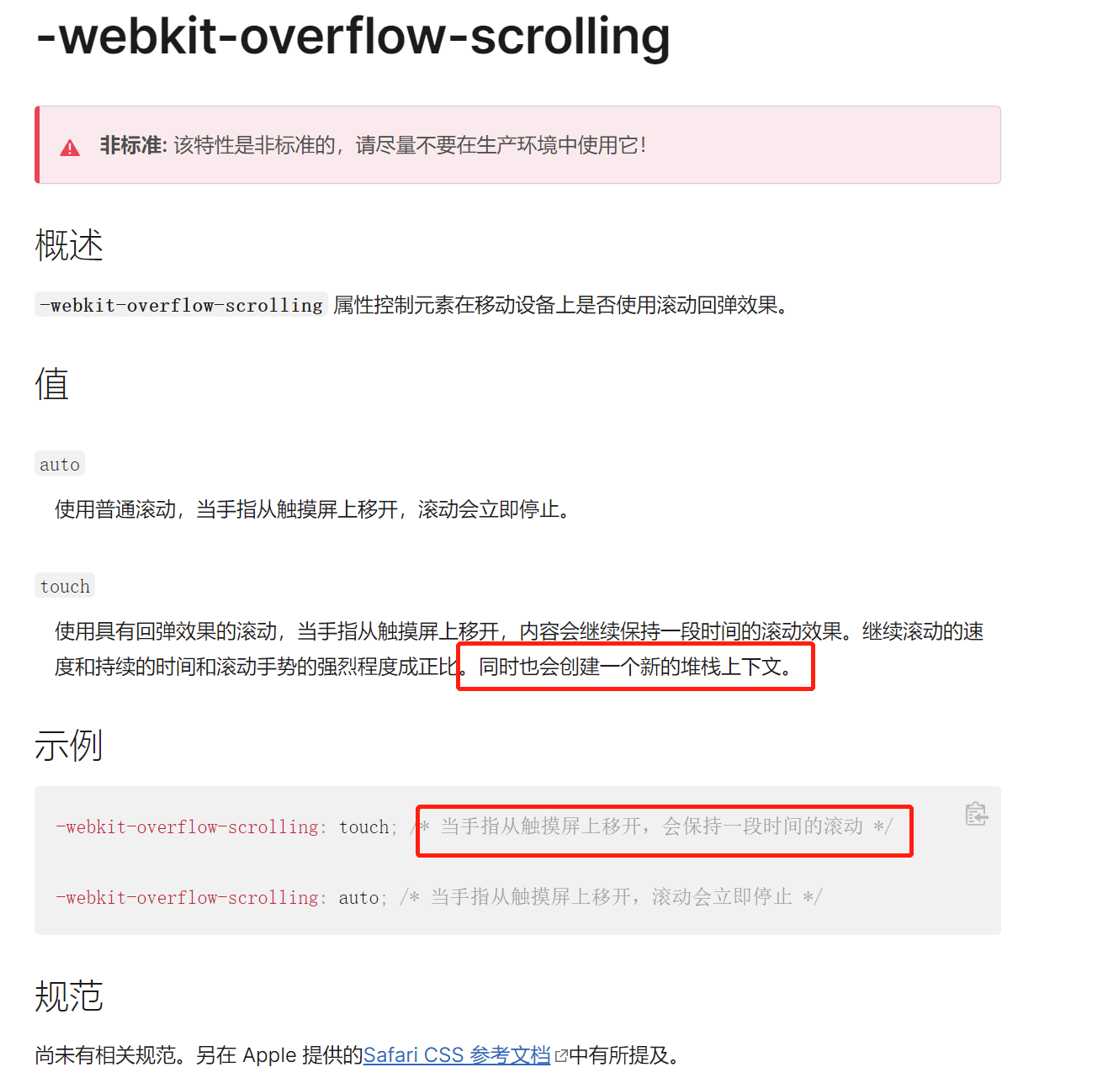 -webkit-overflow-scrolling
非标准: 该特性是非标准的，请尽量不要在生产环境中使用它！
概述
-webkit-overflow-scrolling 属性控制元素在移动设备上是否使用滚动回弹效果。
值
auto
使用普通滚动，当手指从触摸屏上移开，滚动会立即停止。
touch
使用具有回弹效果的滚动，当手指从触摸屏上移开，内容会继续保持一段时间的滚动效果。继续滚动的速
度和持续的时间和滚动手势的强烈程度成正比。同时也会创建一个新的堆栈上下文。
示例
-webkit-overflow-scrolling: touch; /* 当手指从触摸屏上移开，会保持一段时间的滚动 */
-webkit-overflow-scrolling: auto; /* 当手指从触摸屏上移开，滚动会立即停止 */
规范
尚未有相关规范。另在 Apple 提供的Safari CSS 参考文档中有所提及。